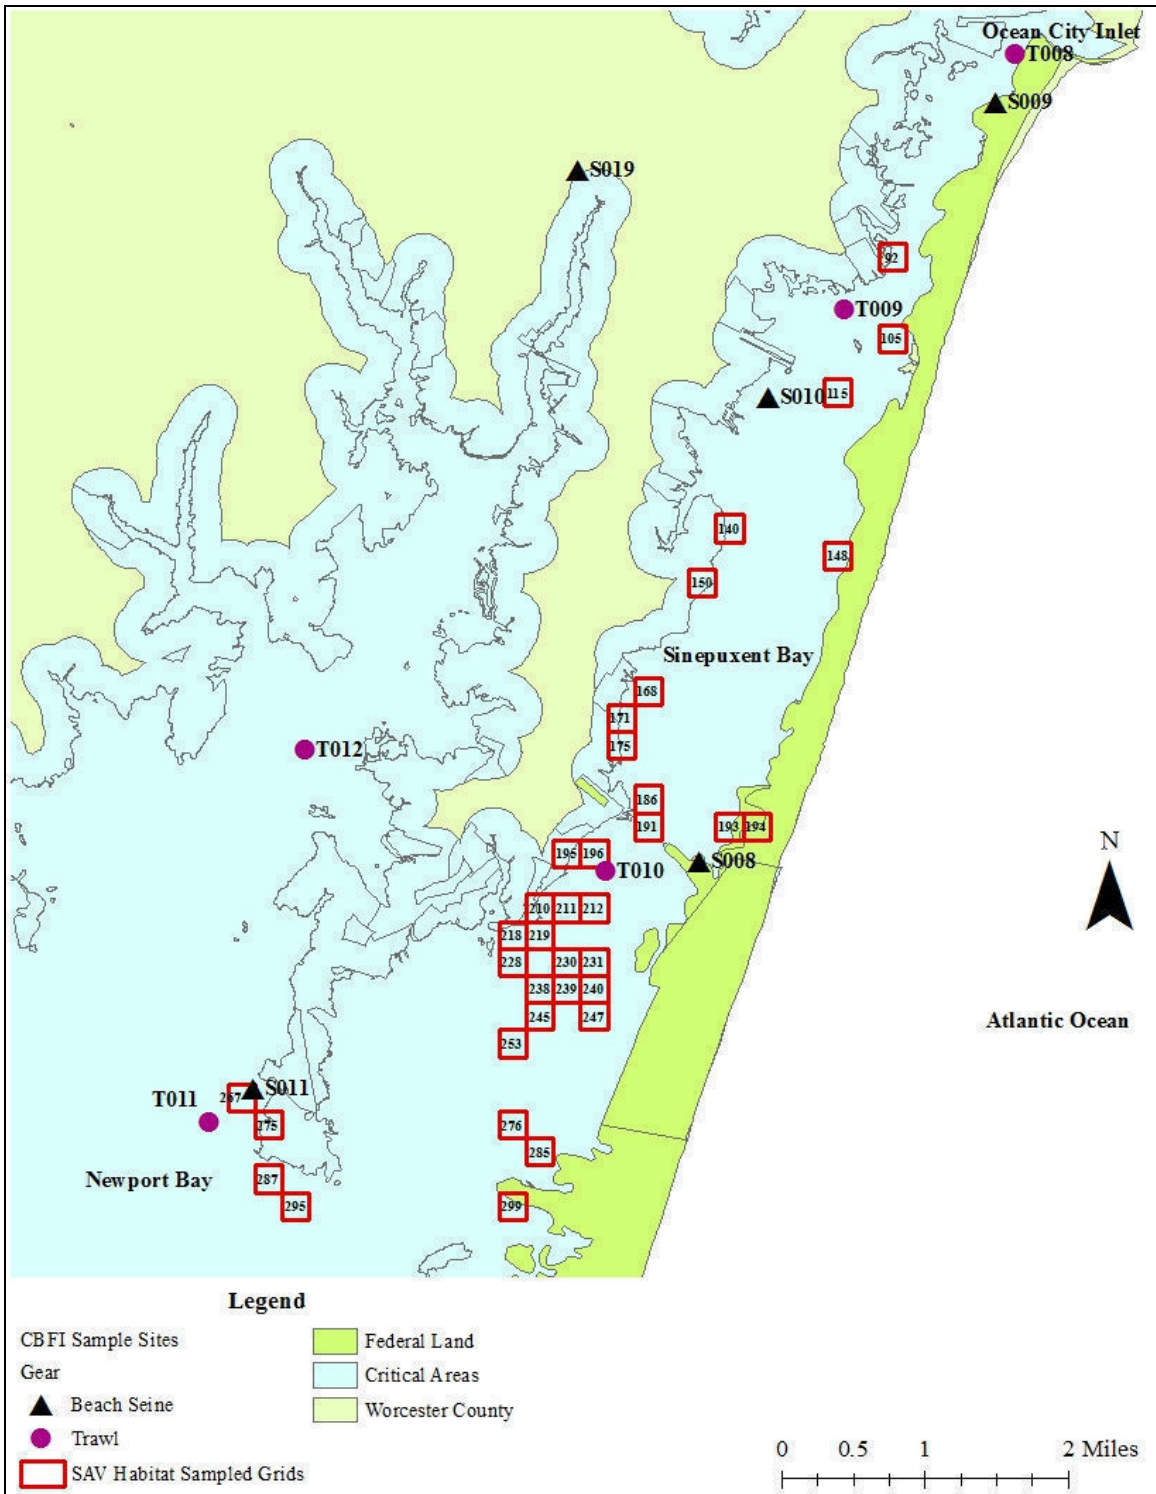 Ocean City Inlet
T008
S009
S019
92
T009
105
S010
115
140
148
150
Sinepuxent Bay
168
171
175
T012
186
191
193
194
195
196
S008
T010
N
210
211
212
218
219
228
230
231
238
239
240
245
247
Atlantic Ocean
253
S011
267
T011
275
276
285
Newport Bay
287
295
299
Legend
CBFI Sample Sites
Gear
Beach Seine
Trawl
SAV Habitat Sampled Grids
Federal Land
Critical Areas
Worcester County
0 0.5 1 2 Miles